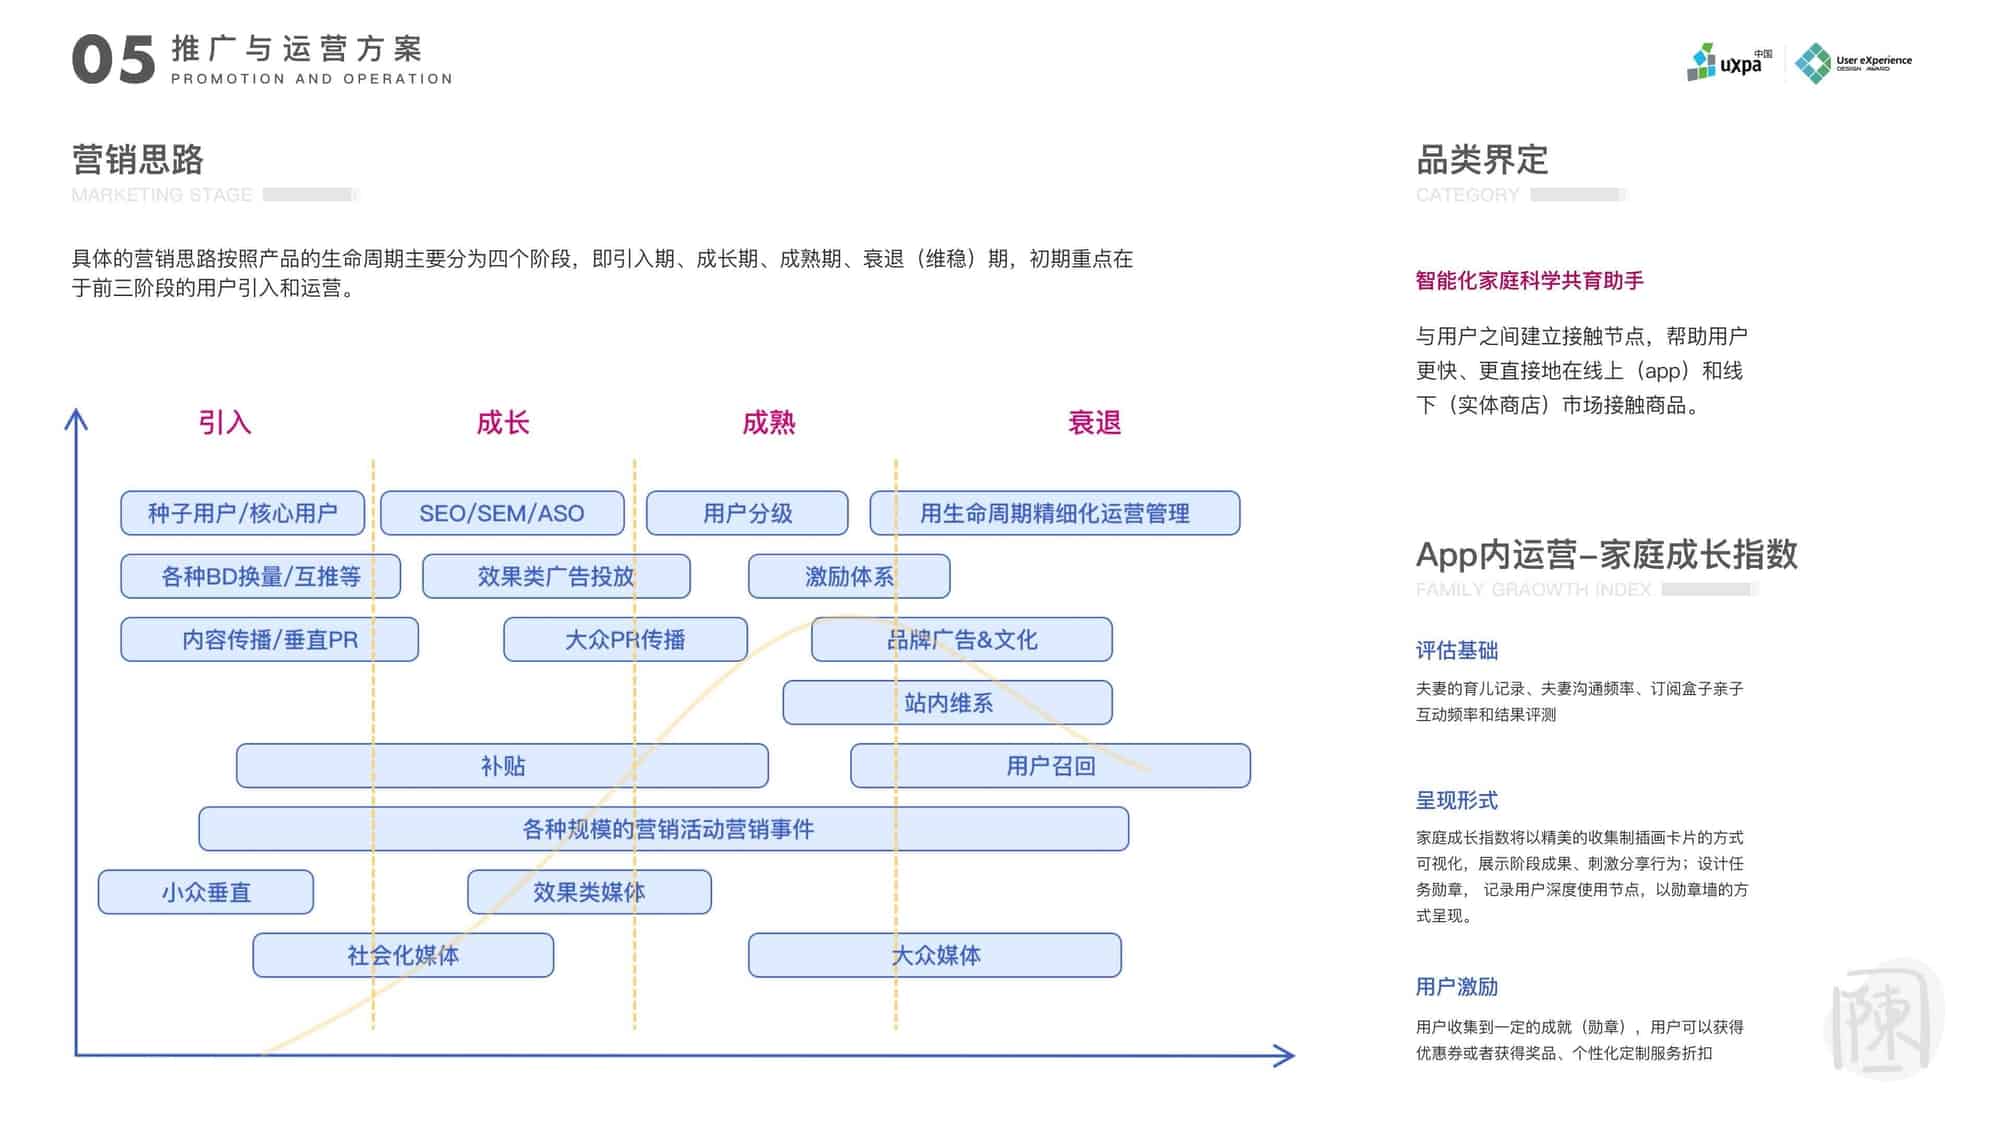 05 推广与运营方案
PROMOTION AND OPERATION
uxpa 中国
User eXperience
DESIGN AWARD
营销思路
MARKETING STAGE
具体的营销思路按照产品的生命周期主要分为四个阶段，即引入期、成长期、成熟期、衰退（维稳）期，初期重点在
于前三阶段的用户引入和运营。
引入 成长 成熟 衰退
种子用户/核心用户 SEO/SEM/ASO 用户分级 用生命周期精细化运营管理
各种BD换量/互推等 效果类广告投放 激励体系
内容传播/垂直PR 大众PR传播 品牌广告&文化
站内维系
补贴 用户召回
各种规模的营销活动营销事件
小众垂直 效果类媒体
社会化媒体 大众媒体
品类界定
CATEGORY
智能化家庭科学共育助手
与用户之间建立接触节点，帮助用户
更快、更直接地在线上（app）和线
下（实体商店）市场接触商品。
App内运营-家庭成长指数
FAMILY GRAOWTH INDEX
评估基础
夫妻的育儿记录、夫妻沟通频率、订阅盒子亲子
互动频率和结果评测
呈现形式
家庭成长指数将以精美的收集制插画卡片的方式
可视化，展示阶段成果、刺激分享行为；设计任
务勋章， 记录用户深度使用节点，以勋章墙的方
式呈现。
用户激励
用户收集到一定的成就（勋章），用户可以获得
优惠券或者获得奖品、个性化定制服务折扣
陳